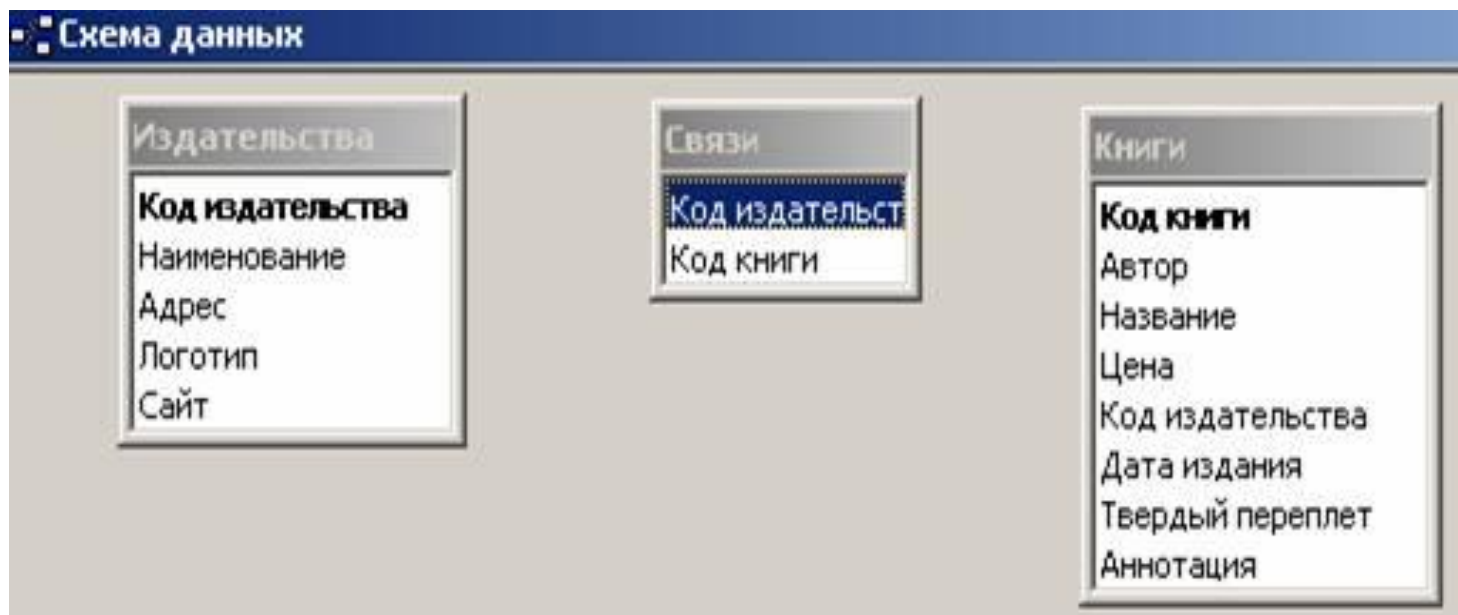 Схема данных
Издательства
Код издательства
Наименование
Адрес
Логотип
Сайт
Связи
Код издательст
Код книги
Книги
Код книги
Автор
Название
Цена
Код издательства
Дата издания
Твердый переплет
Аннотация